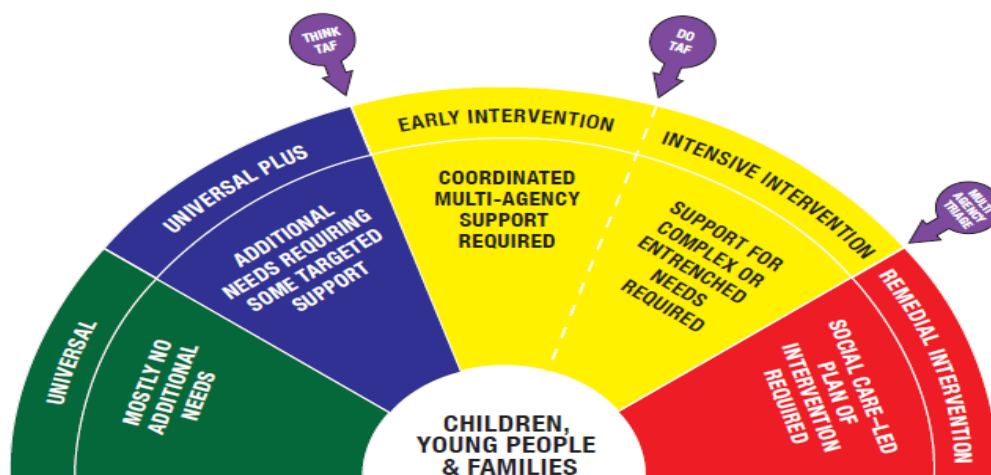 THINK
TAF
DO
TAF
MULTI
AGENCY
TRIAGE
UNIVERSAL
MOSTLY NO
ADDITIONAL
NEEDS
UNIVERSAL PLUS
ADDITIONAL
NEEDS REQUIRING
SOME TARGETED
SUPPORT
EARLY INTERVENTION
COORDINATED
MULTI-AGENCY
SUPPORT
REQUIRED
INTENSIVE INTERVENTION
SUPPORT FOR
COMPLEX OR
ENTRENCHED
NEEDS
REQUIRED
REMEDIAL INTERVENTION
SOCIAL CARE–LED
PLAN OF
INTERVENTION
REQUIRED
CHILDREN,
YOUNG PEOPLE
& FAMILIES